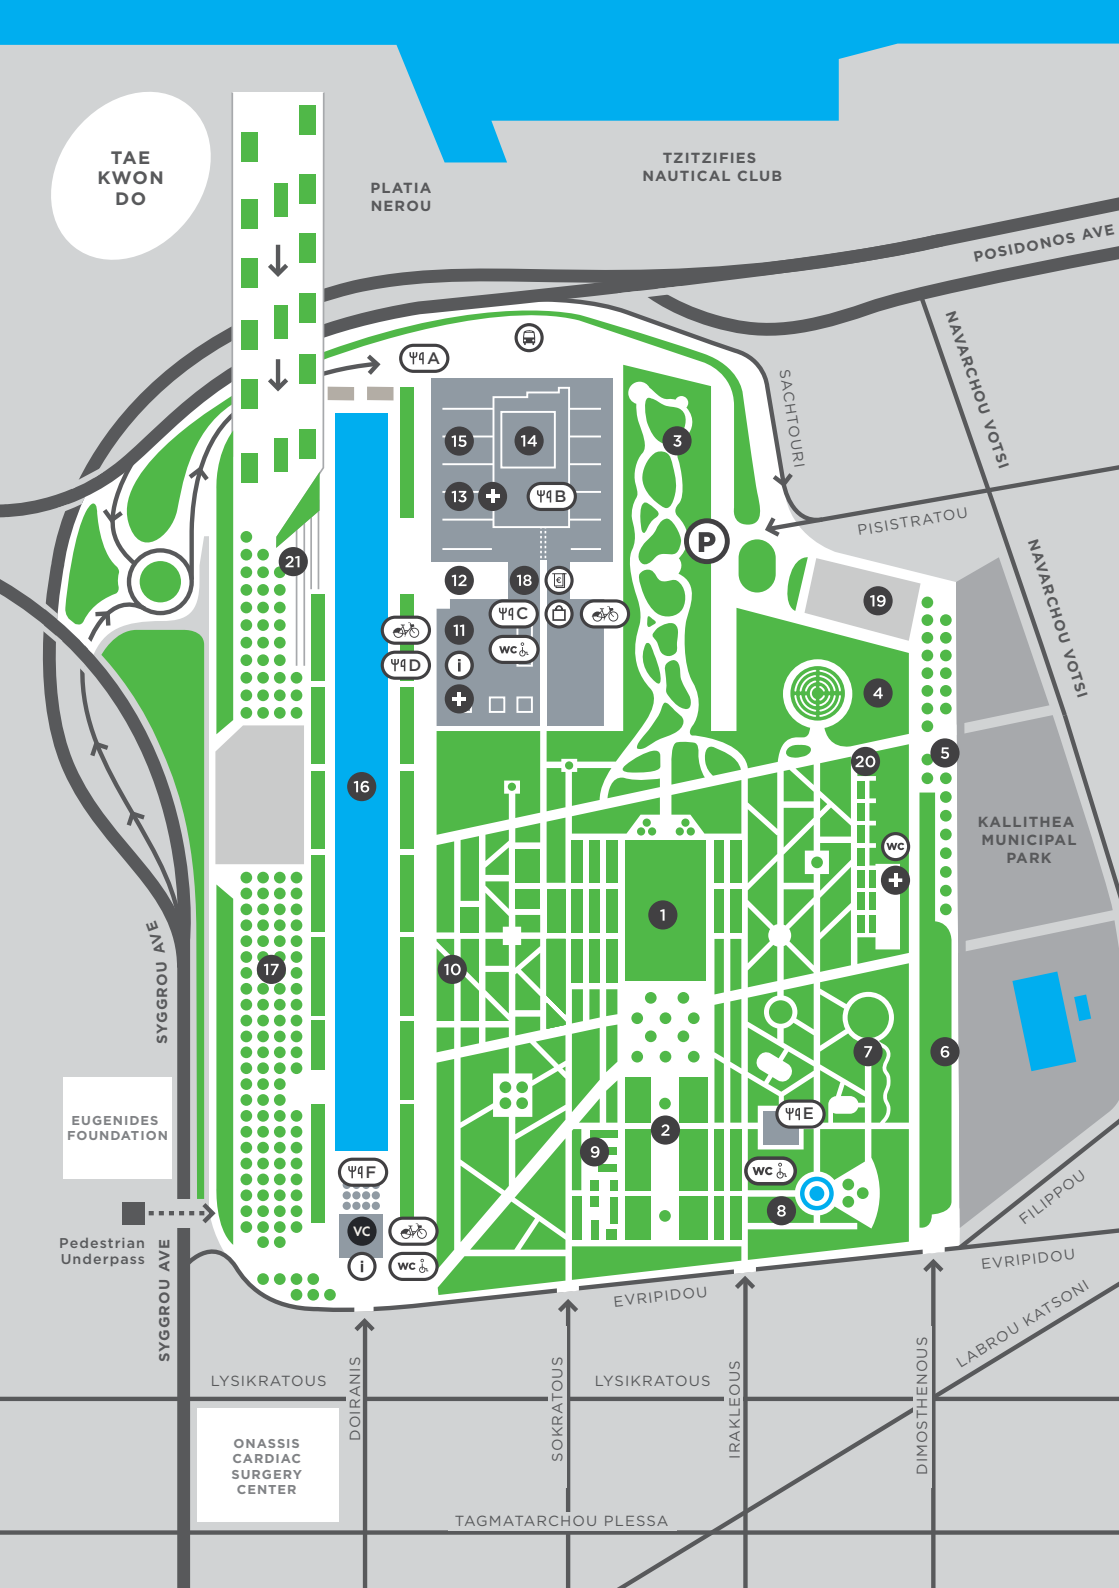 TAE
KWON
DO
PLATIA
NEROU
TZITZIFIES
NAUTICAL CLUB
POSIDONOS AVE
NAVARCHOU VOTSI
SACHTOURI
PISISTRATOU
NAVARCHOU VOTSI
A
15
14
3
13
B
P
21
12
18
€
19
C
11
D
i
WC
4
5
20
16
KALLITHEA
MUNICIPAL
PARK
WC
1
17
10
SYGGROU AVE
7
6
EUGENIDES
FOUNDATION
E
2
9
F
WC
8
Pedestrian
Underpass
VC
i
WC
SYGGROU AVE
FILIPPOU
EVRIPIDOU
EVRIPIDOU
LABROU KATSONI
LYSIKRATOUS
DOIRANIS
SOKRATOUS
LYSIKRATOUS
IRAKLEOUS
DIMOSTHENOUS
ONASSIS
CARDIAC
SURGERY
CENTER
TAGMATARCHOU PLESSA